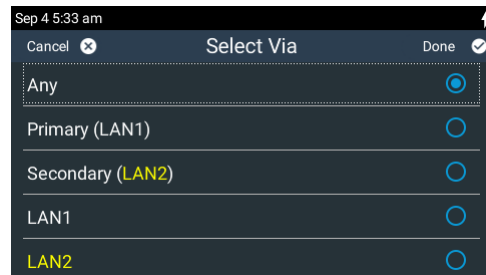 Sep 4 5:33 am
Cancel Select Via Done
Any
Primary (LAN1)
Secondary (LAN2)
LAN1
LAN2